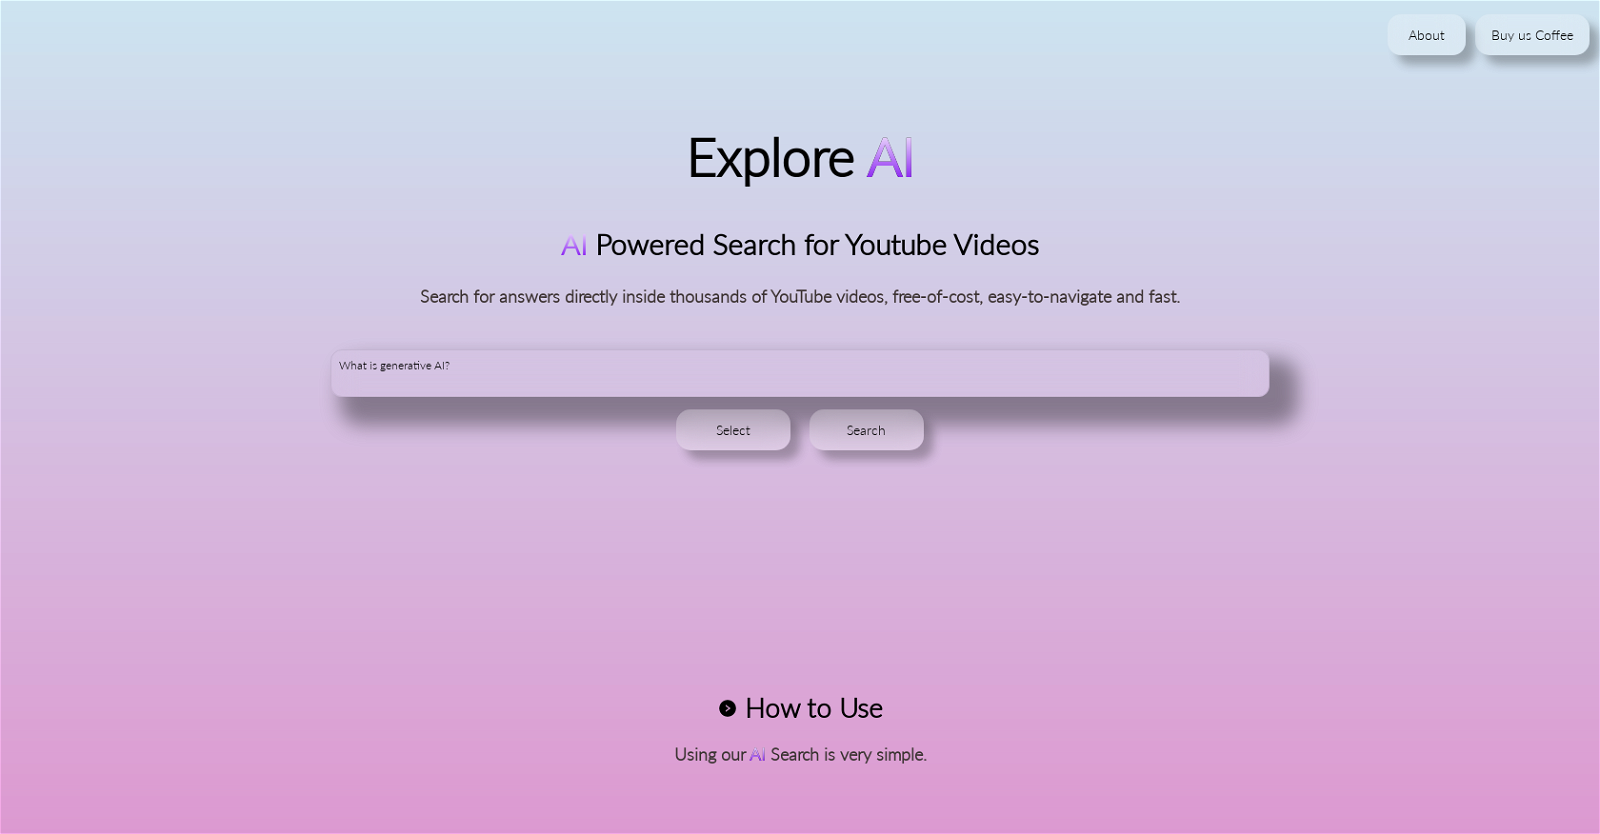 About
Buy us Coffee
Explore AI
AI Powered Search for Youtube Videos
Search for answers directly inside thousands of YouTube videos, free-of-cost, easy-to-navigate and fast.
What is generative AI?
Select
Search
How to Use
Using our AI Search is very simple.